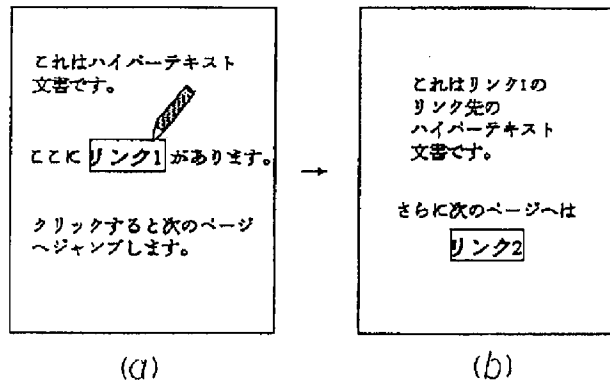 これはハイパーテキスト
文書です。
ここに リンク1 があります。
クリックすると次のページ
へジャンプします。
(a)
→
これはリンク1の
リンク先の
ハイパーテキスト
文書です。
さらに次のページへは
リンク2
(b)